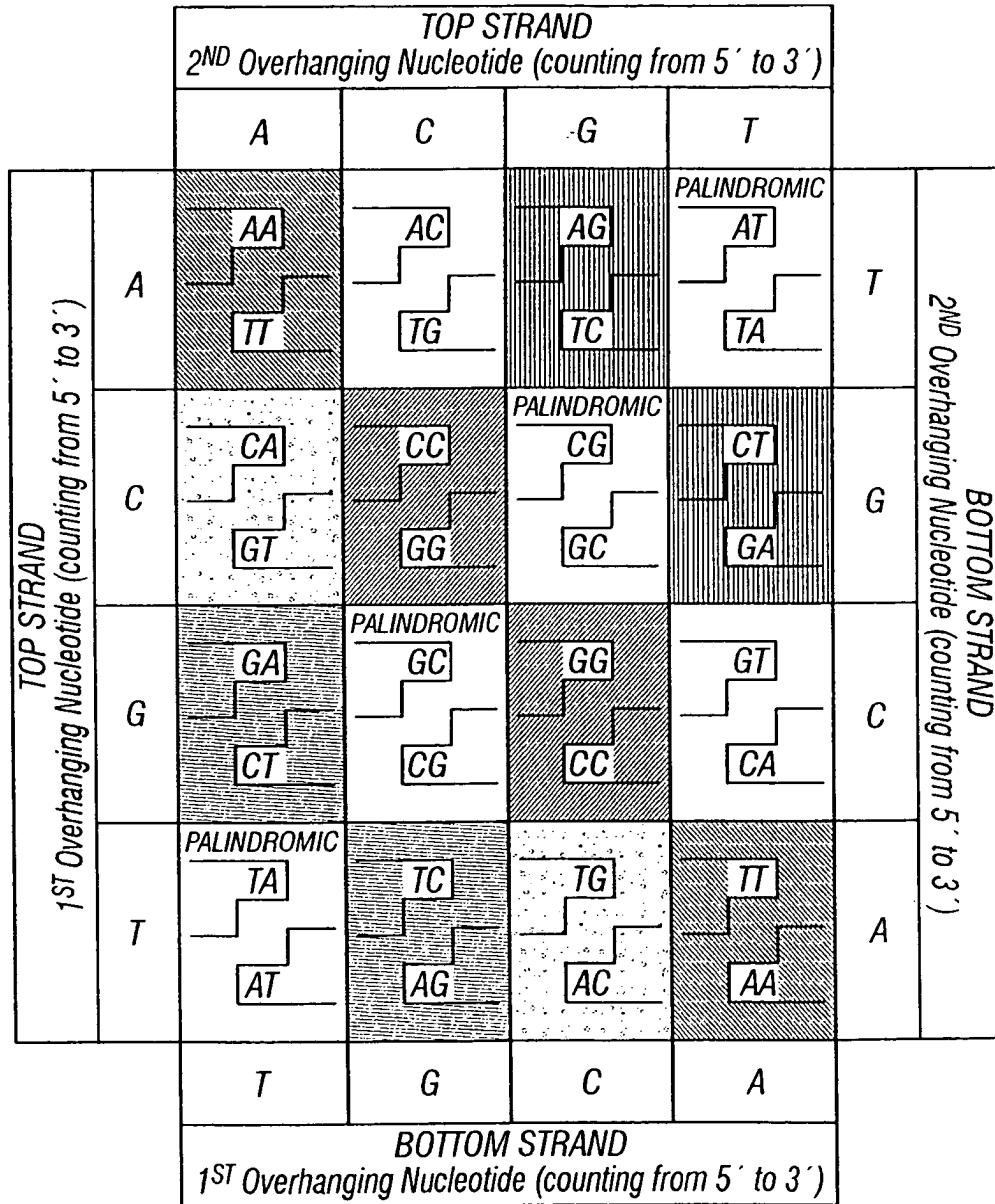 TOP STRAND
2ND Overhanging Nucleotide (counting from 5´ to 3´)
A C G T
TOP STRAND
1ST Overhanging Nucleotide (counting from 5´ to 3´)
A
AA
TT
AC
TG
AG
TC
PALINDROMIC
AT
TA
T
C
CA
GT
CC
GG
PALINDROMIC
CG
GC
CT
GA
G
G
GA
CT
PALINDROMIC
GC
CG
GG
CC
GT
CA
C
T
PALINDROMIC
TA
AT
TC
AG
TG
AC
TT
AA
A
BOTTOM STRAND
2ND Overhanging Nucleotide (counting from 5´ to 3´)
T G C A
BOTTOM STRAND
1ST Overhanging Nucleotide (counting from 5´ to 3´)